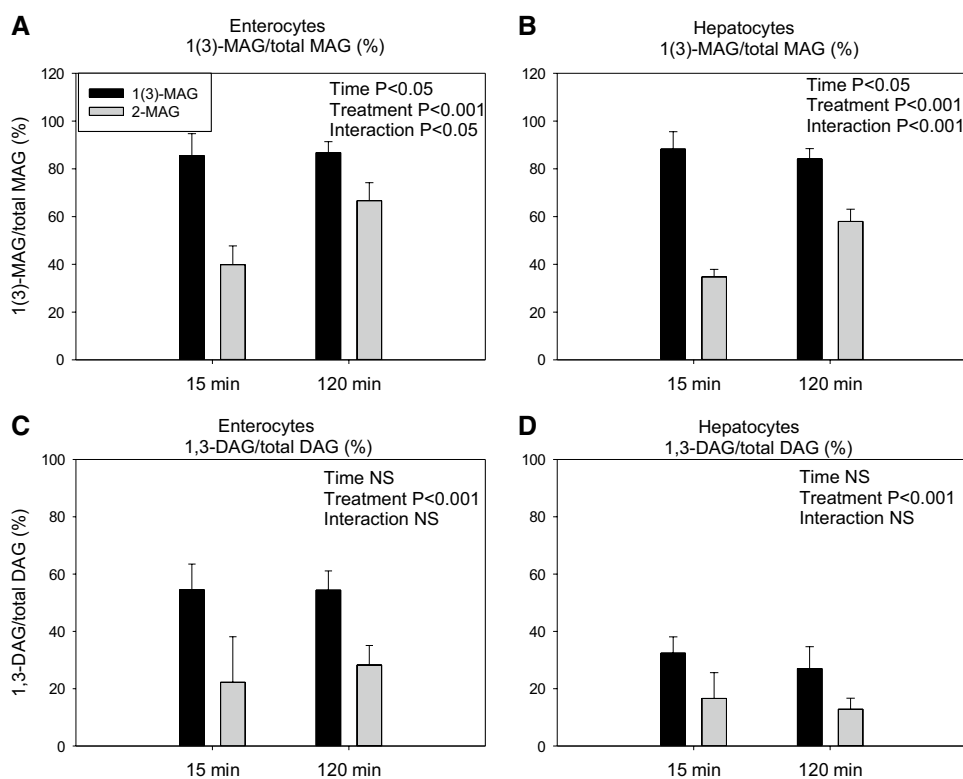 A
Enterocytes
1(3)-MAG/total MAG (%)
1(3)-MAG/total MAG (%)
120
100
80
60
40
20
0
1(3)-MAG
2-MAG
Time P<0.05
Treatment P<0.001
Interaction P<0.05
15 min
120 min
B
Hepatocytes
1(3)-MAG/total MAG (%)
120
100
80
60
40
20
0
Time P<0.05
Treatment P<0.001
Interaction P<0.001
15 min
120 min
C
Enterocytes
1,3-DAG/total DAG (%)
1,3-DAG/total DAG (%)
100
80
60
40
20
0
Time NS
Treatment P<0.001
Interaction NS
15 min
120 min
D
Hepatocytes
1,3-DAG/total DAG (%)
100
80
60
40
20
0
Time NS
Treatment P<0.001
Interaction NS
15 min
120 min